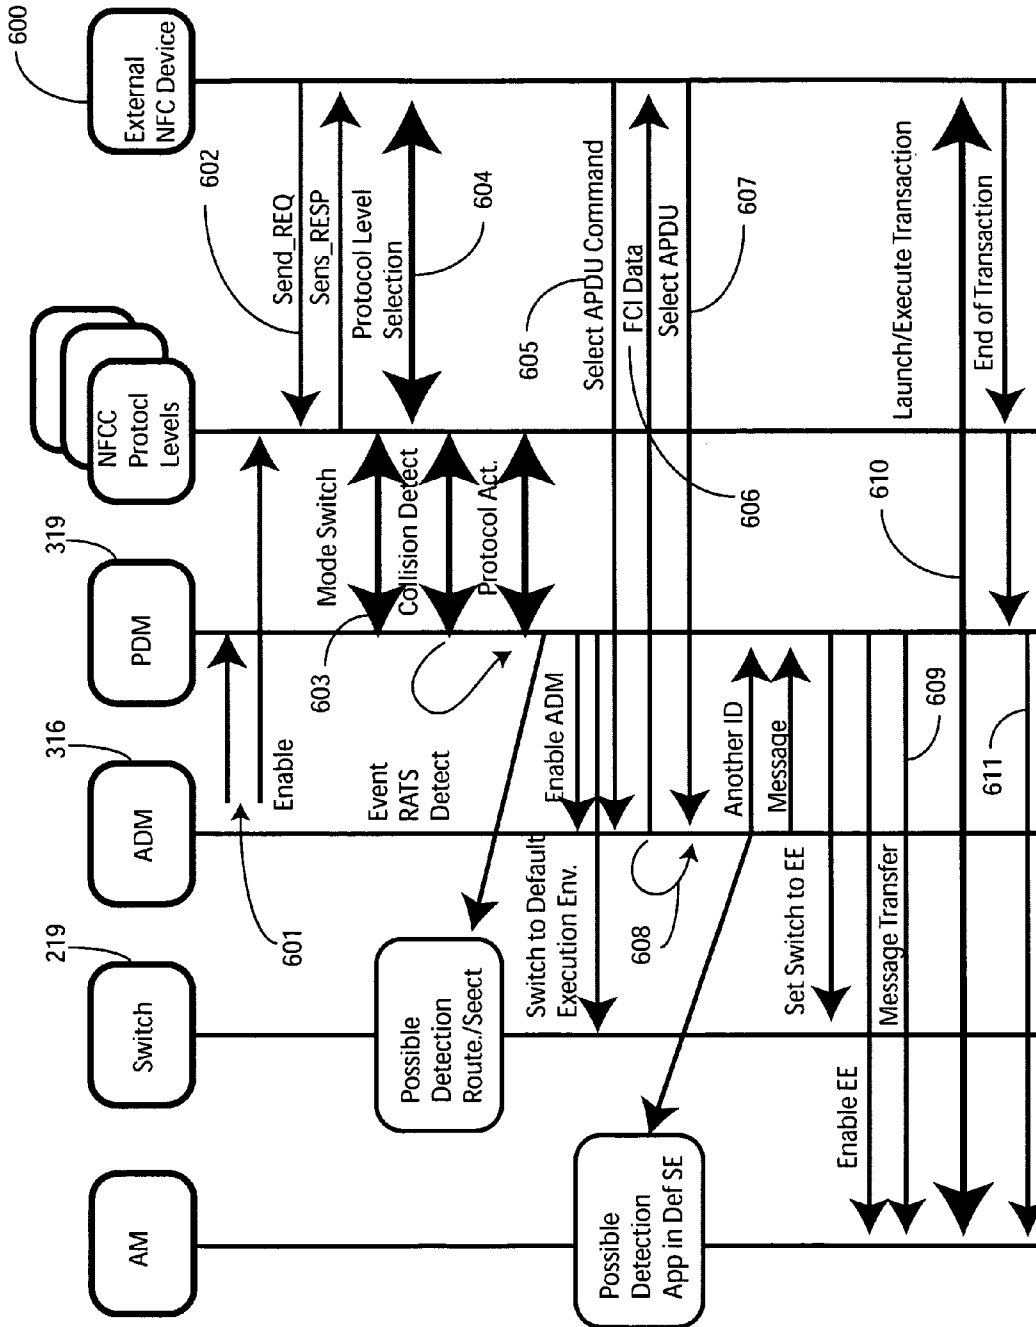 600
External
NFC Device
NFCC
Protocl
Levels
319
PDM
316
ADM
219
Switch
AM
602
Send_REQ
Sens_RESP
Protocol Level
Selection
604
Enable
601
Mode Switch
603
Collision Detect
Protocol Act.
Event
RATS
Detect
Possible
Detection
Route./Seect
Enable ADM
Switch to Default
Execution Env.
605
Select APDU Command
FCI Data
Select APDU
607
606
608
Possible
Detection
App in Def SE
Another ID
Message
Set Switch to EE
Enable EE
Message Transfer
609
610
Launch/Execute Transaction
End of Transaction
611